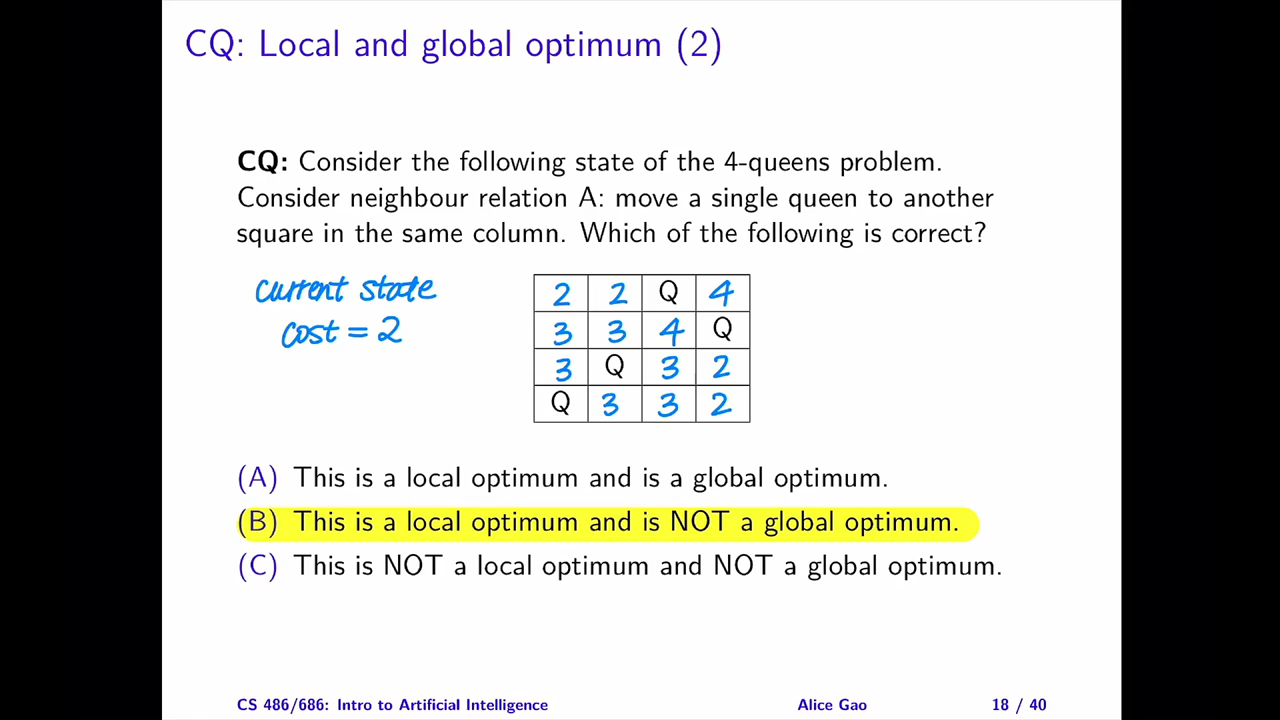 CQ: Local and global optimum (2)
CQ: Consider the following state of the 4-queens problem.
Consider neighbour relation A: move a single queen to another
square in the same column. Which of the following is correct?
current state
cost = 2
2 2 Q 4
3 3 4 Q
3 Q 3 2
Q 3 3 2
(A) This is a local optimum and is a global optimum.
(B) This is a local optimum and is NOT a global optimum.
(C) This is NOT a local optimum and NOT a global optimum.
CS 486/686: Intro to Artificial Intelligence Alice Gao 18 / 40